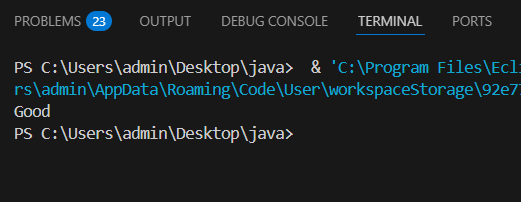 PROBLEMS 23 OUTPUT DEBUG CONSOLE TERMINAL PORTS
PS C:\Users\admin\Desktop\java>  & 'C:\Program Files\Ecli
rs\admin\AppData\Roaming\Code\User\workspaceStorage\92e7
Good
PS C:\Users\admin\Desktop\java>